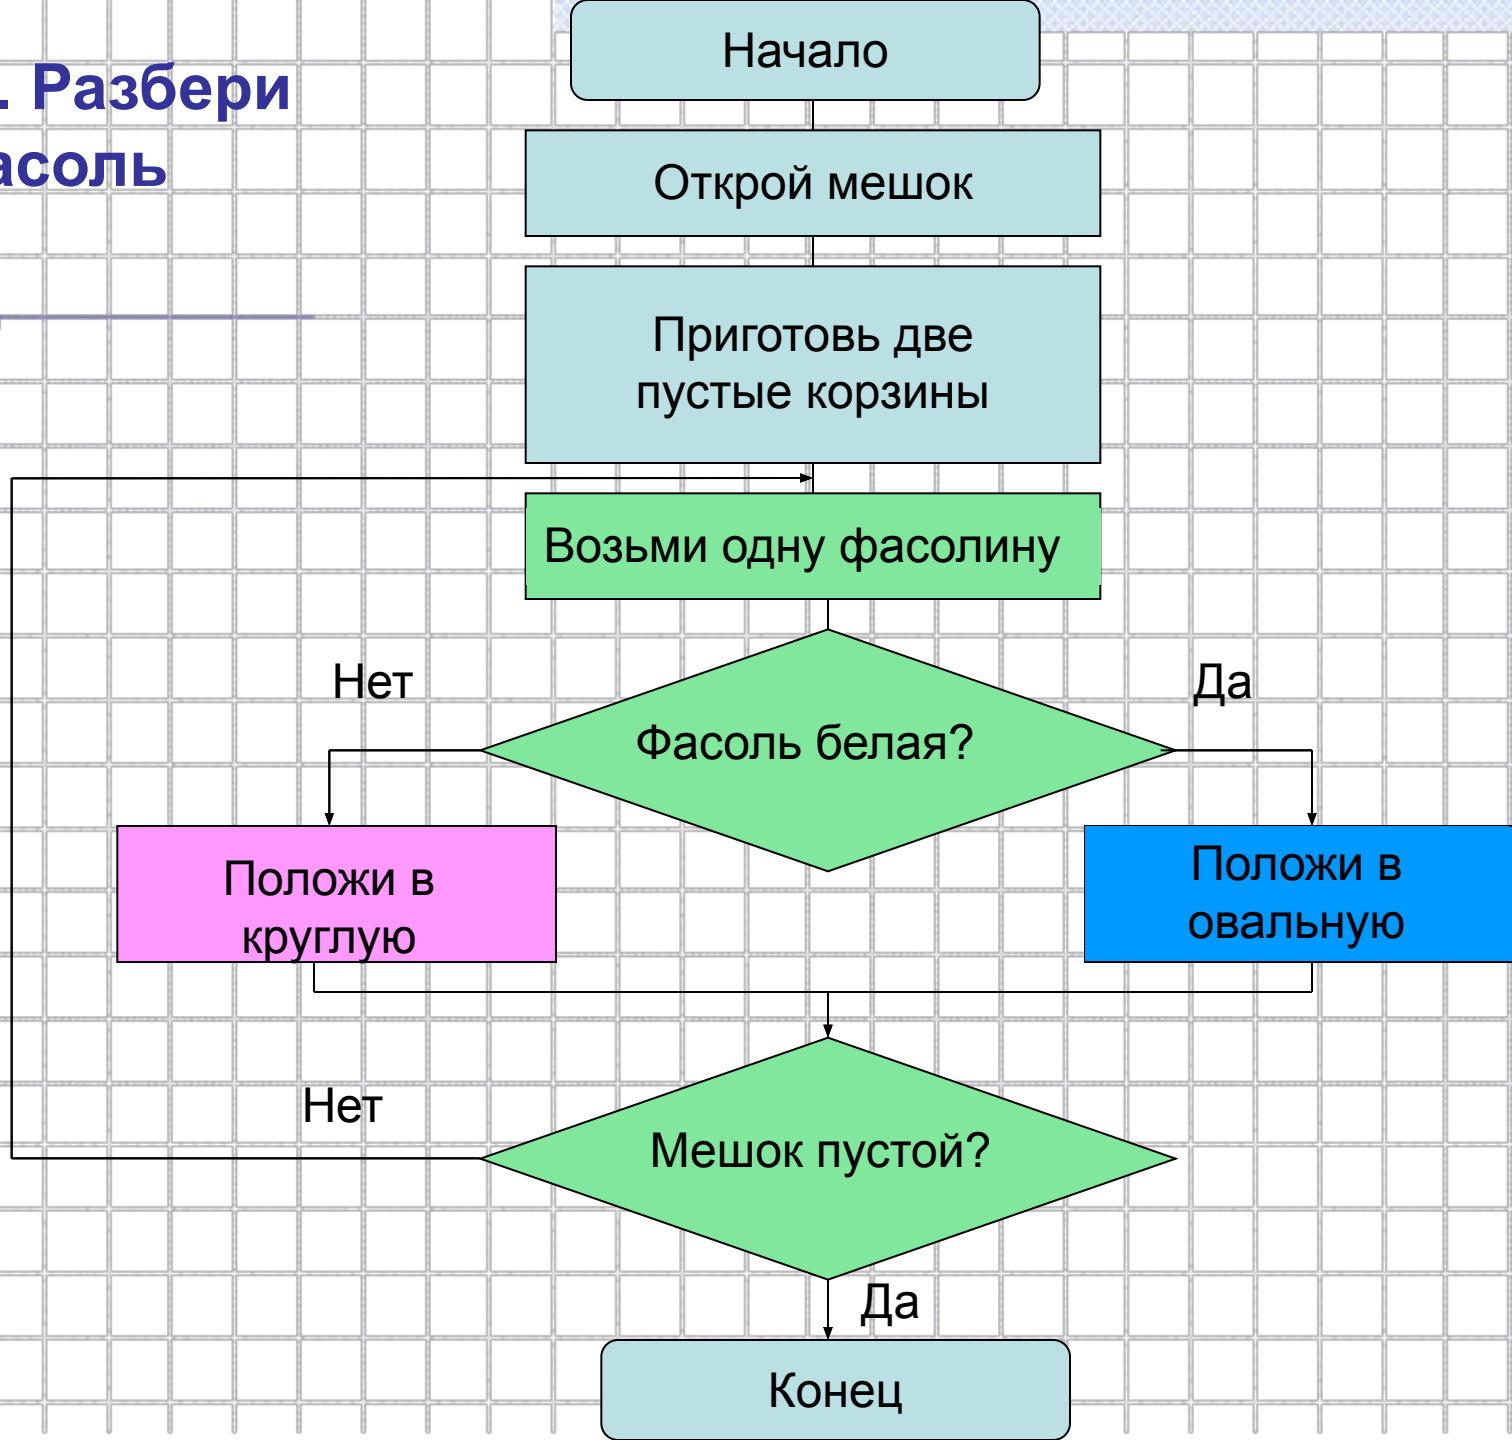 . Разбери
асоль
Начало
Открой мешок
Приготовь две
пустые корзины
Возьми одну фасолину
Нет
Да
Фасоль белая?
Положи в
круглую
Положи в
овальную
Нет
Мешок пустой?
Да
Конец